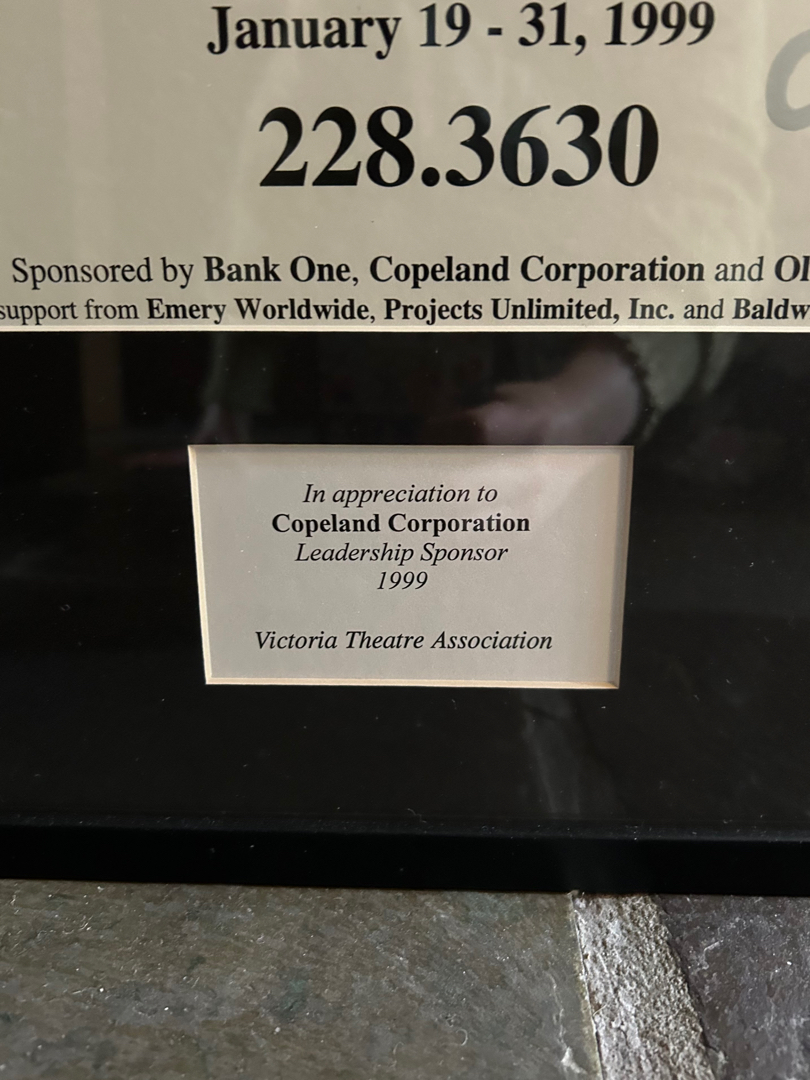 January 19 - 31, 1999
228.3630
Sponsored by Bank One, Copeland Corporation and
support from Emery Worldwide, Projects Unlimited, Inc. and
In appreciation to
Copeland Corporation
Leadership Sponsor
1999
Victoria Theatre Association